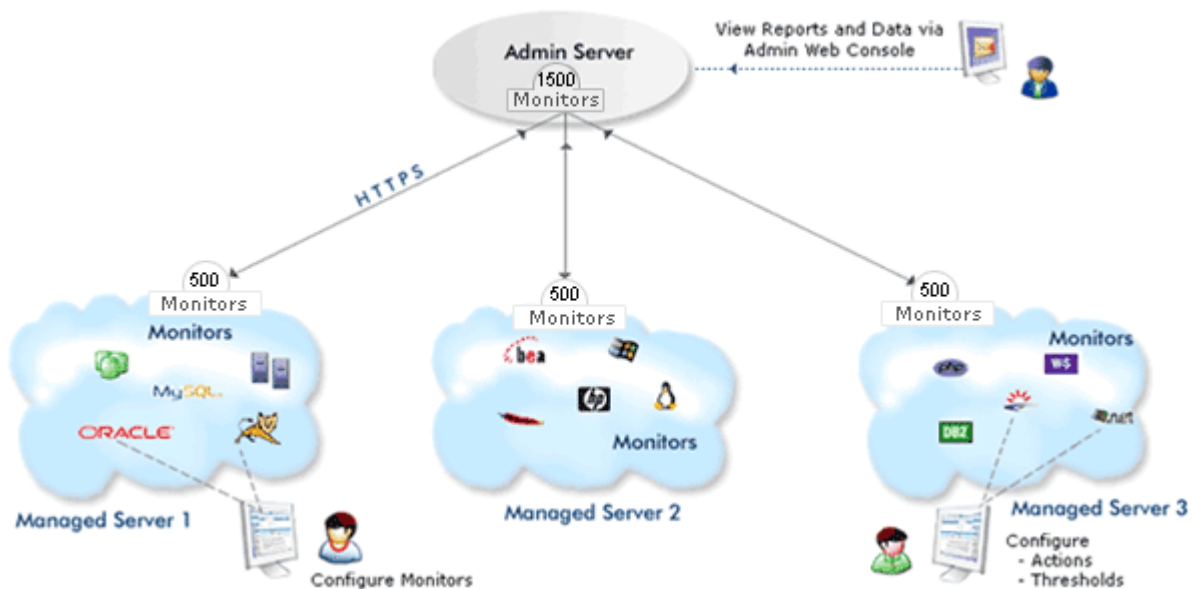 View Reports and Data via
Admin Web Console
Admin Server
1500
Monitors
HTTPS
500
Monitors
Monitors
MySQL
ORACLE
Managed Server 1
Configure Monitors
500
Monitors
bea
hp
Monitors
Managed Server 2
500
Monitors
Monitors
php
WS
DB2
.net
Managed Server 3
Configure
- Actions
- Thresholds